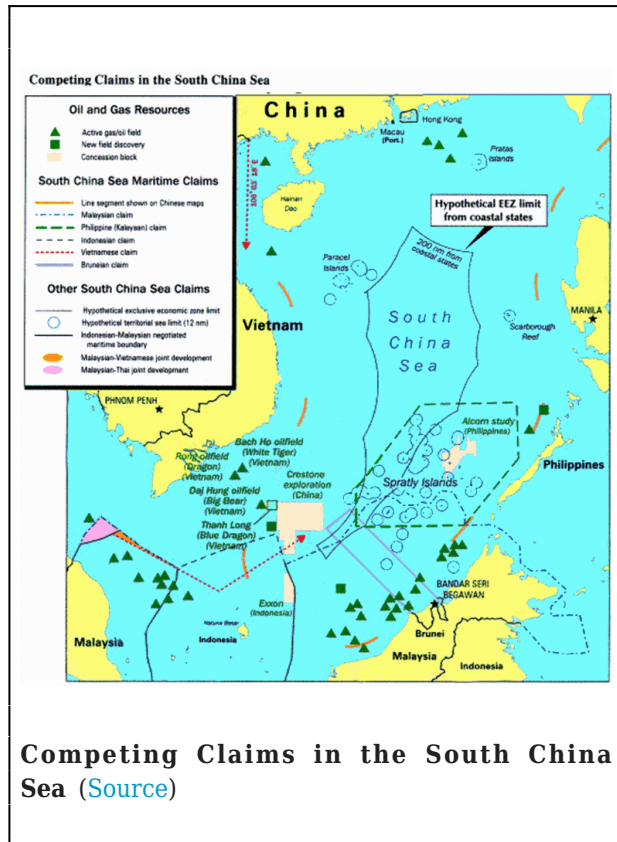 Competing Claims in the South China Sea
Oil and Gas Resources
Active gas/oil field
New field discovery
Concession block
South China Sea Maritime Claims
Line segment shown on Chinese maps
Malaysian claim
Philippine (Kalayaan) claim
Indonesian claim
Vietnamese claim
Bruneian claim
Other South China Sea Claims
Hypothetical exclusive economic zone limit
Hypothetical territorial sea limit (12 nm)
Indonesian-Malaysian negotiated
maritime boundary
Malaysian-Vietnamese joint development
Malaysian-Thai joint development
China
Hong Kong
Macau
(Port.)
Pratas
Islands
Hainan
Dao
Hypothetical EEZ limit
from coastal states
200 nm from
coastal states
Paracel
Islands
Vietnam
South
China
Sea
MANILA
Scarborough
Reef
PHNOM PENH
Alcorn study
(Philippines)
Philippines
Bach Ho oilfield
(White Tiger)
(Vietnam)
Rong oilfield
(Dragon)
(Vietnam)
Crestone
exploration
(China)
Spratly Islands
Dai Hung oilfield
(Big Bear)
(Vietnam)
Thanh Long
(Blue Dragon)
(Vietnam)
Exxon
(Indonesia)
BANDAR SERI
BEGAWAN
Malaysia
Indonesia
Brunei
Malaysia
Indonesia
Competing Claims in the South China
Sea (Source)